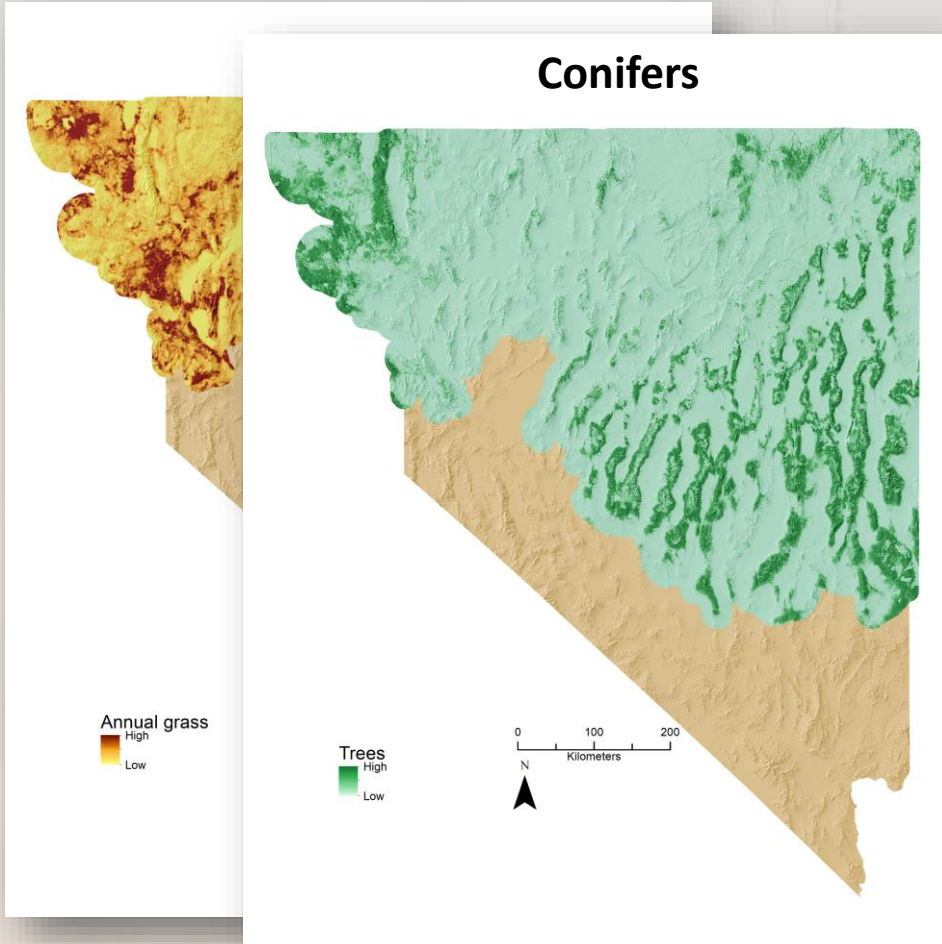 Conifers
Annual grass
High
Low
Trees
High
Low
0 100 200
Kilometers
N